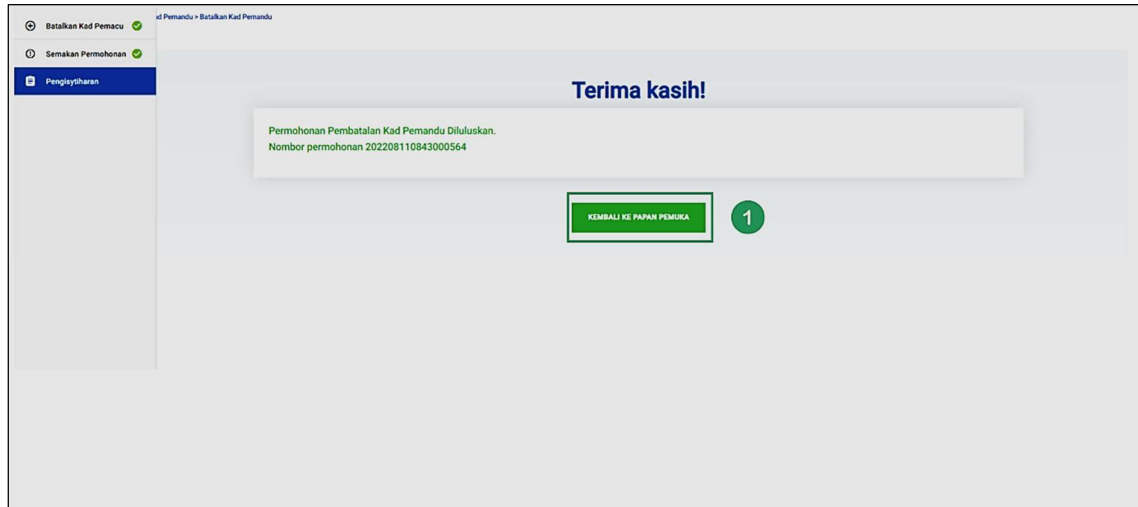 Batalkan Kad Pemacu
Semakan Permohonan
Pengisytiharan
Pemandu > Batalkan Kad Pemandu
Terima kasih!
Permohonan Pembatalan Kad Pemandu Diluluskan.
Nombor permohonan 202208110843000564
KEMBALI KE PAPAN PEMUKA
1